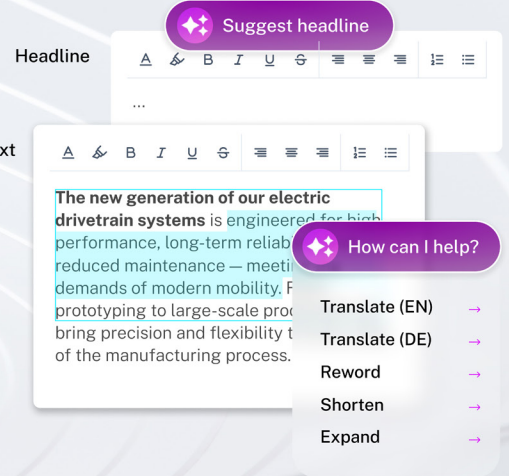 Suggest headline
Headline
A B I U S
...
xt
A B I U S
The new generation of our electric
drivetrain systems is engineered for high
performance, long-term reliab
reduced maintenance — meeti
demands of modern mobility.
prototyping to large-scale pro
bring precision and flexibility t
of the manufacturing process.
How can I help?
Translate (EN) →
Translate (DE) →
Reword →
Shorten →
Expand →